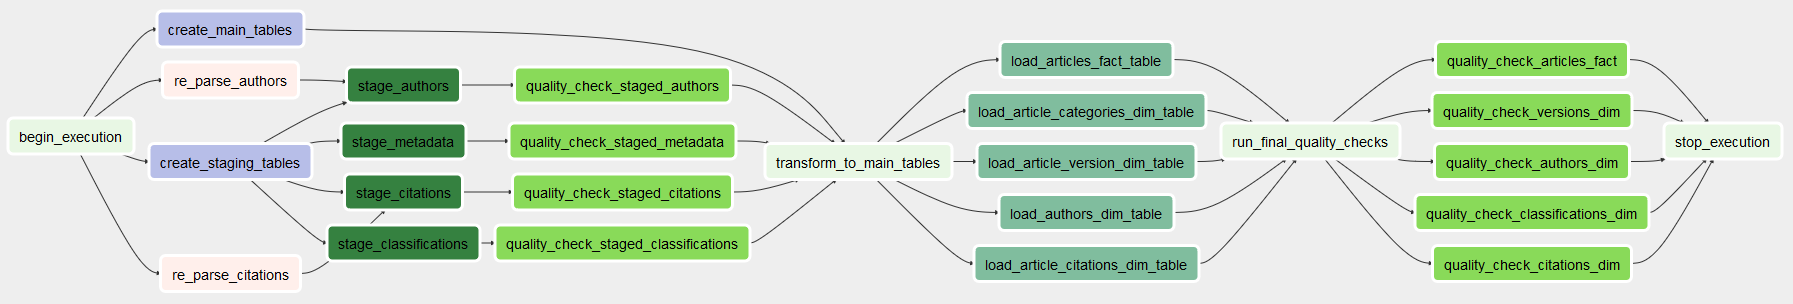 begin_execution
create_main_tables
re_parse_authors
create_staging_tables
re_parse_citations
stage_authors
stage_metadata
stage_citations
stage_classifications
quality_check_staged_authors
quality_check_staged_metadata
quality_check_staged_citations
quality_check_staged_classifications
transform_to_main_tables
load_articles_fact_table
load_article_categories_dim_table
load_article_version_dim_table
load_authors_dim_table
load_article_citations_dim_table
run_final_quality_checks
quality_check_articles_fact
quality_check_versions_dim
quality_check_authors_dim
quality_check_classifications_dim
quality_check_citations_dim
stop_execution